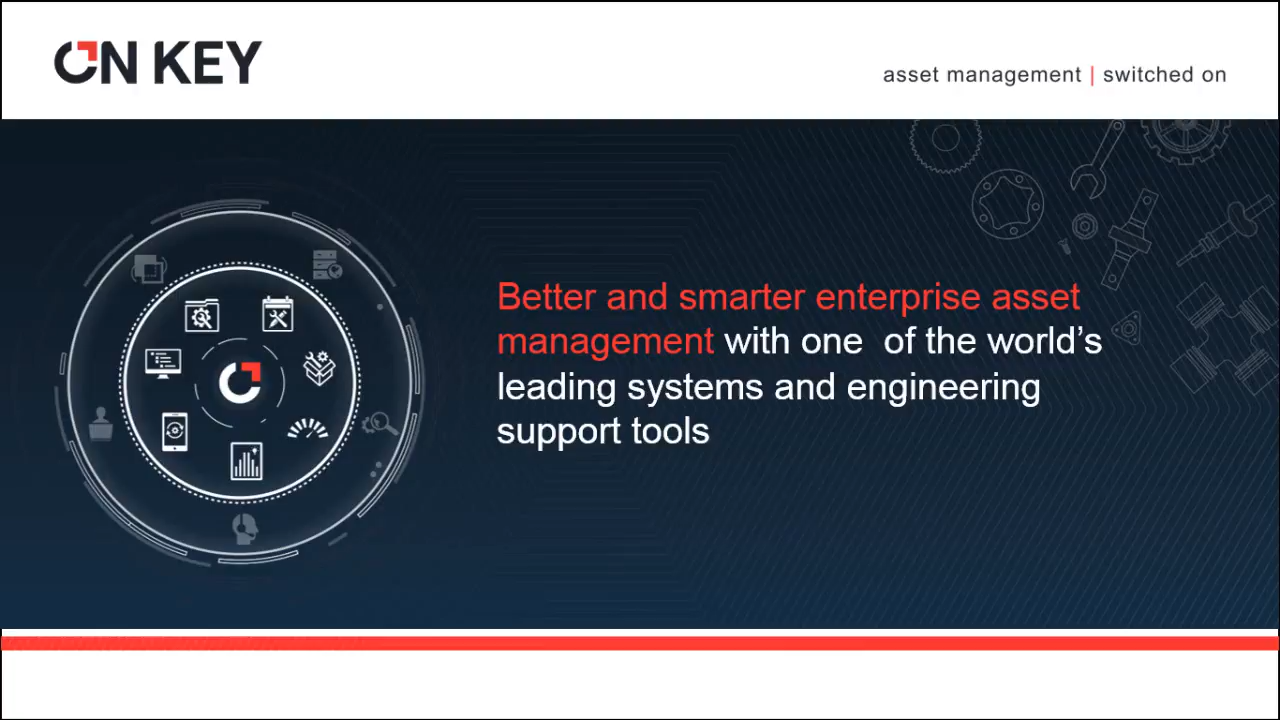 ON KEY
asset management | switched on
Better and smarter enterprise asset
management with one of the world's
leading systems and engineering
support tools